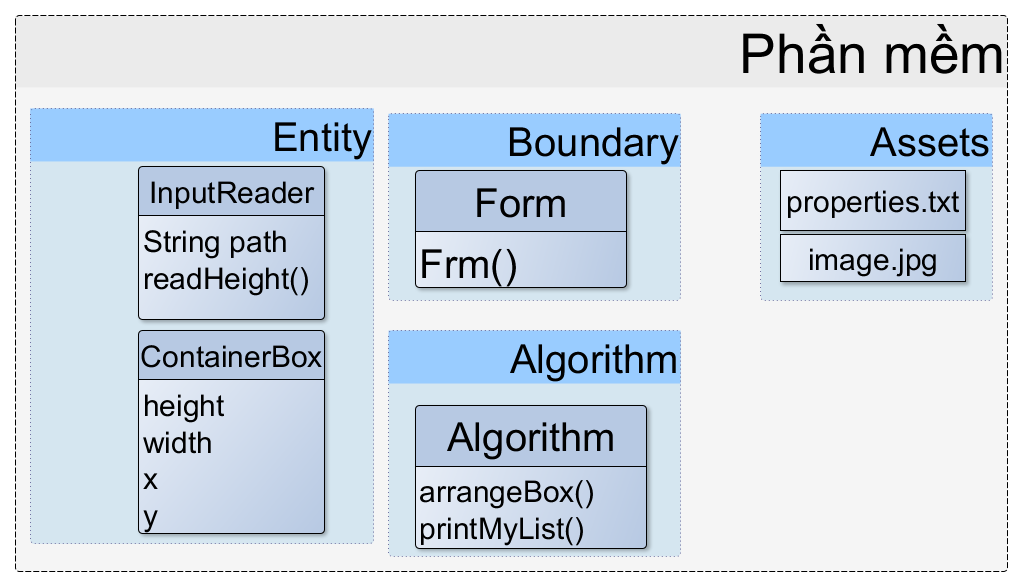 Phần mềm
Entity
InputReader
String path
readHeight()
ContainerBox
height
width
x
y
Boundary
Form
Frm()
Algorithm
Algorithm
arrangeBox()
printMyList()
Assets
properties.txt
image.jpg